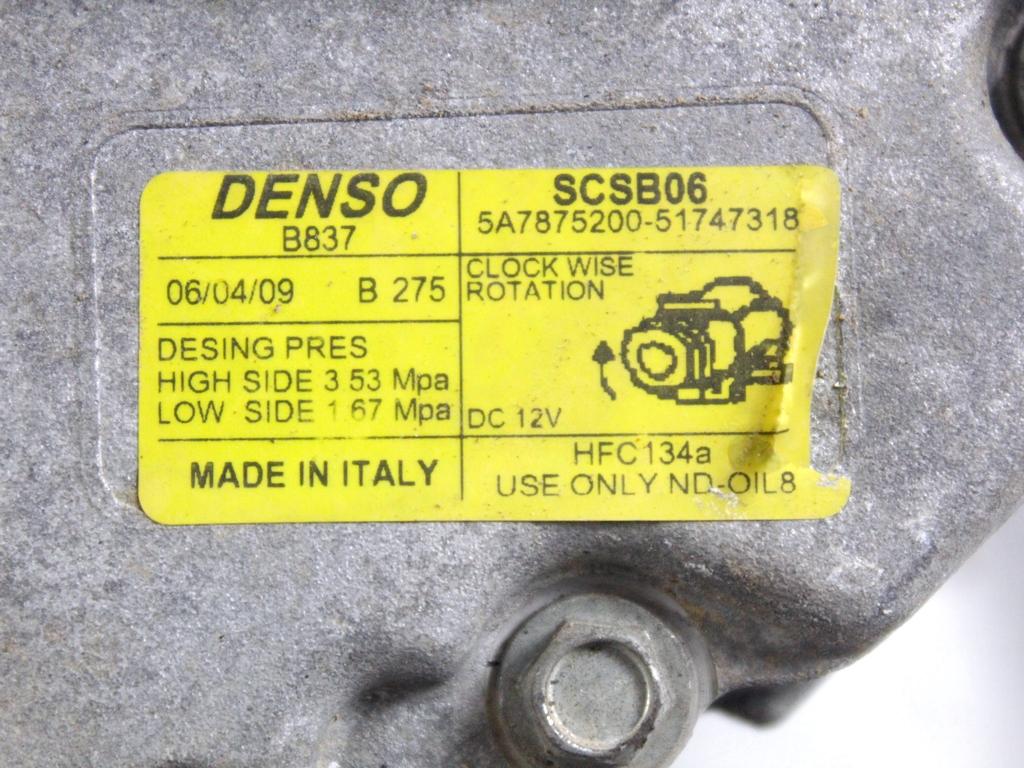 DENSO
B837
SCSB06
5A7875200-51747318
06/04/09 B 275
CLOCK WISE
ROTATION
DESING PRES
HIGH SIDE 3 53 Mpa
LOW SIDE 1.67 Mpa
DC 12V
MADE IN ITALY
HFC134a
USE ONLY ND-OIL8